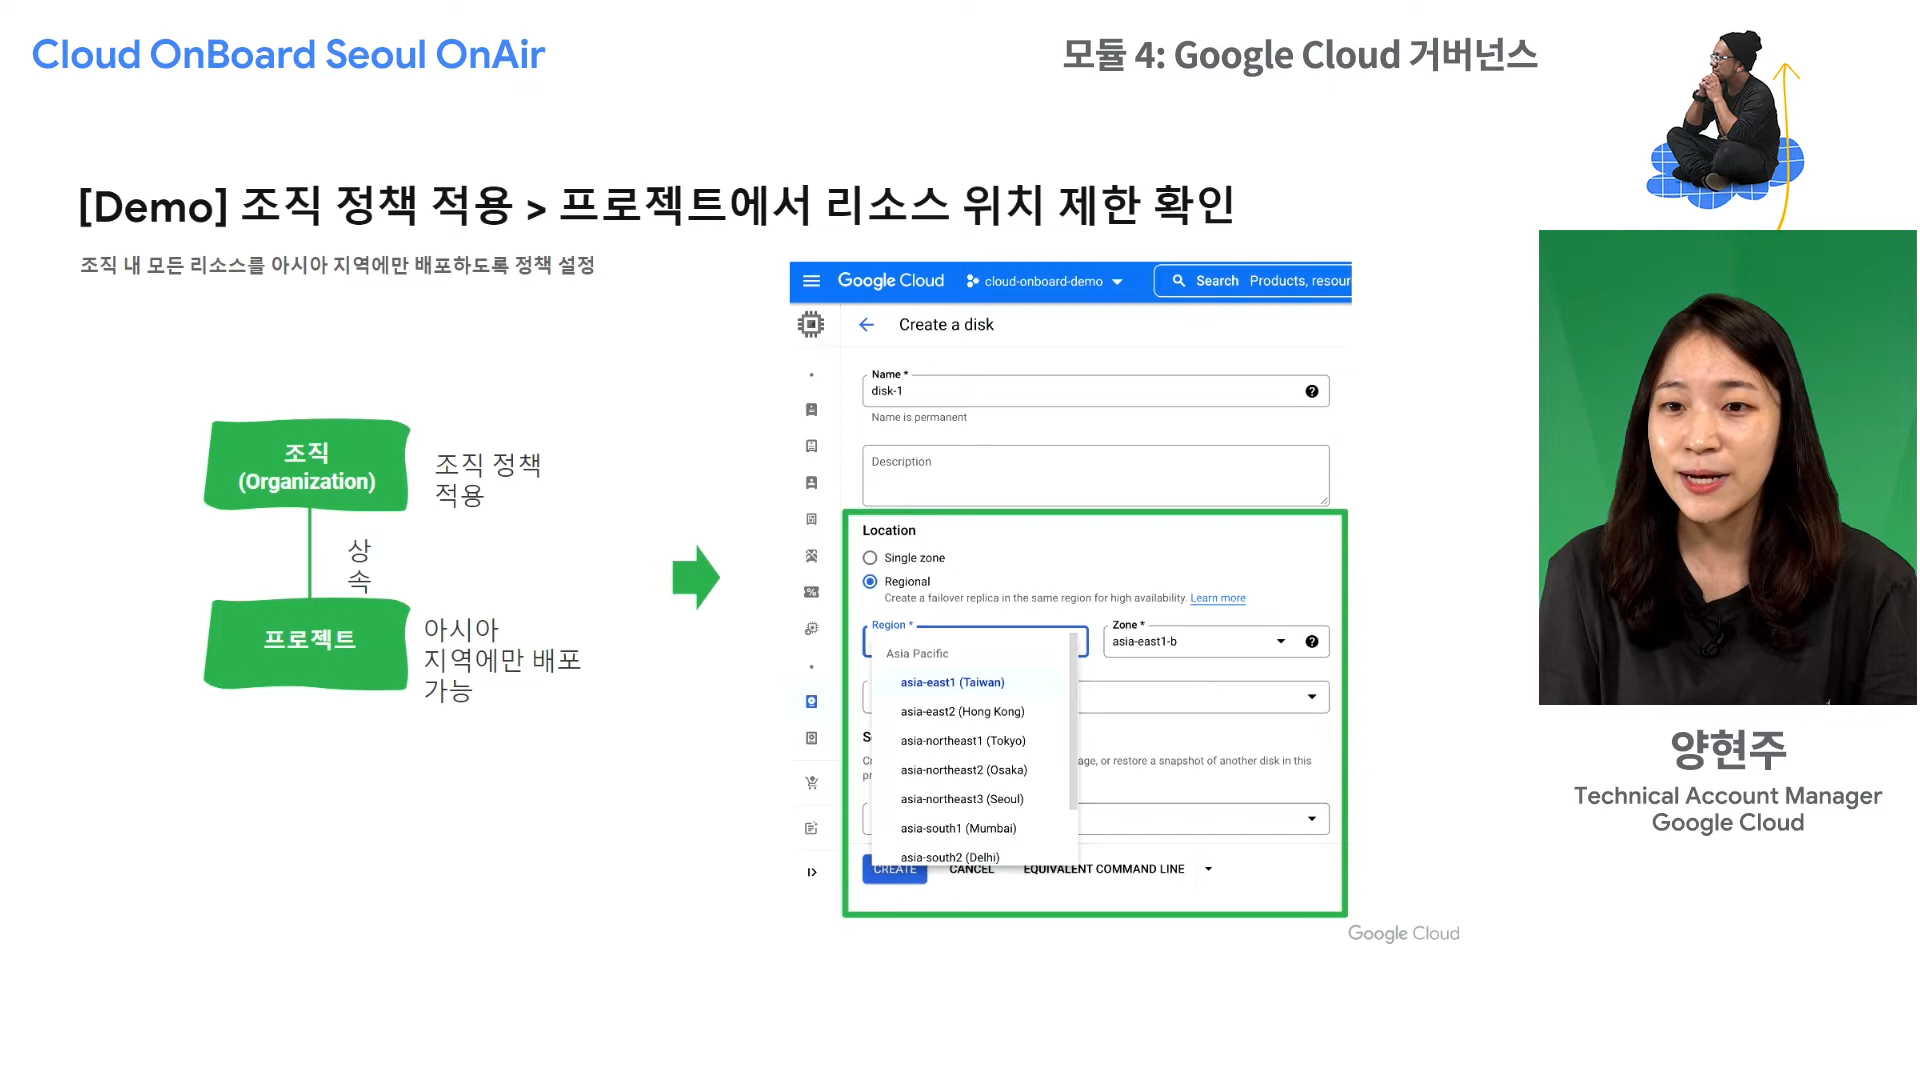 Cloud OnBoard Seoul OnAir
모듈 4: Google Cloud 거버넌스
[Demo] 조직 정책 적용 > 프로젝트에서 리소스 위치 제한 확인
조직 내 모든 리소스를 아시아 지역에만 배포하도록 정책 설정
조직
(Organization)
조직 정책
적용
상
속
프로젝트
아시아
지역에만 배포
가능
Google Cloud
cloud-onboard-demo
Search Products, resour
Create a disk
Name *
disk-1
Name is permanent
Description
Location
Single zone
Regional
Create a failover replica in the same region for high availability. Learn more
Region *
Zone *
asia-east1-b
Asia Pacific
asia-east1 (Taiwan)
asia-east2 (Hong Kong)
asia-northeast1 (Tokyo)
asia-northeast2 (Osaka)
asia-northeast3 (Seoul)
asia-south1 (Mumbai)
asia-south2 (Delhi)
age, or restore a snapshot of another disk in this
CREATE
CANCEL
EQUIVALENT COMMAND LINE
Google Cloud
양현주
Technical Account Manager
Google Cloud